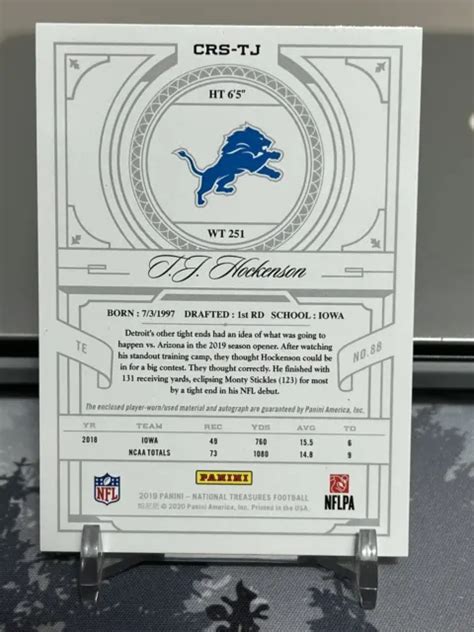 CRS-TJ
HT 6'5"
WT 251
T.J. Hockenson
BORN : 7/3/1997 DRAFTED : 1st RD SCHOOL : IOWA
TE
NO. 88
Detroit's other tight ends had an idea of what was going to
happen vs. Arizona in the 2019 season opener. After watching
his standout training camp, they thought Hockenson could be
in for a big contest. They thought correctly. He finished with
131 receiving yards, eclipsing Monty Stickles (123) for most
by a tight end in his NFL debut.
The enclosed player-worn/used material and autograph are guaranteed by Panini America, Inc.
YR TEAM REC YDS AVG TD
2018 IOWA 49 760 15.5 6
NCAA TOTALS 73 1080 14.8 9
NFL
PANINI
NFLPA
2019 PANINI – NATIONAL TREASURES FOOTBALL
© 2020 Panini America, Inc. Printed in the USA.